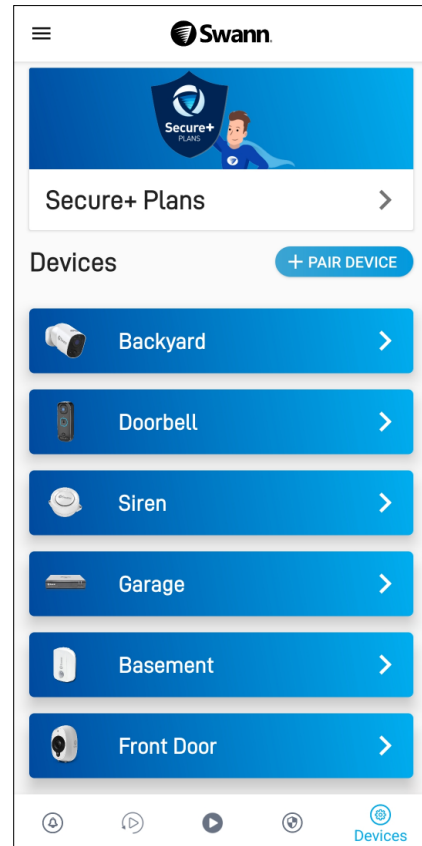 Swann
Secure+
PLANS
Secure+ Plans
Devices
+ PAIR DEVICE
Backyard
Doorbell
Siren
Garage
Basement
Front Door
Devices